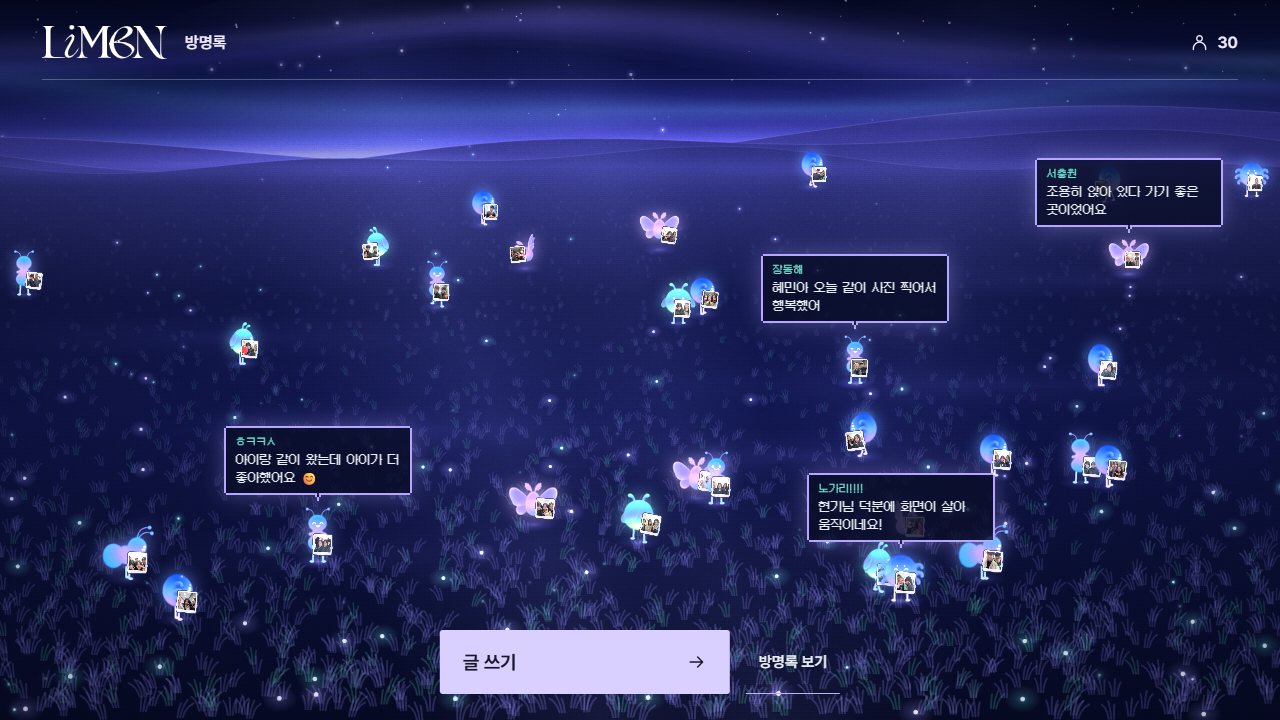 LiMEN 방명록
30
서출원
조용히 앉아 있다 가기 좋은
곳이었어요
장동해
혜민아 오늘 같이 사진 찍어서
행복했어
ㅎㅋㅋㅅ
아이랑 같이 왔는데 아이가 더
좋아했어요 😊
노가리!!!!
현기님 덕분에 화면이 살아
움직이네요!
글 쓰기 →
방명록 보기